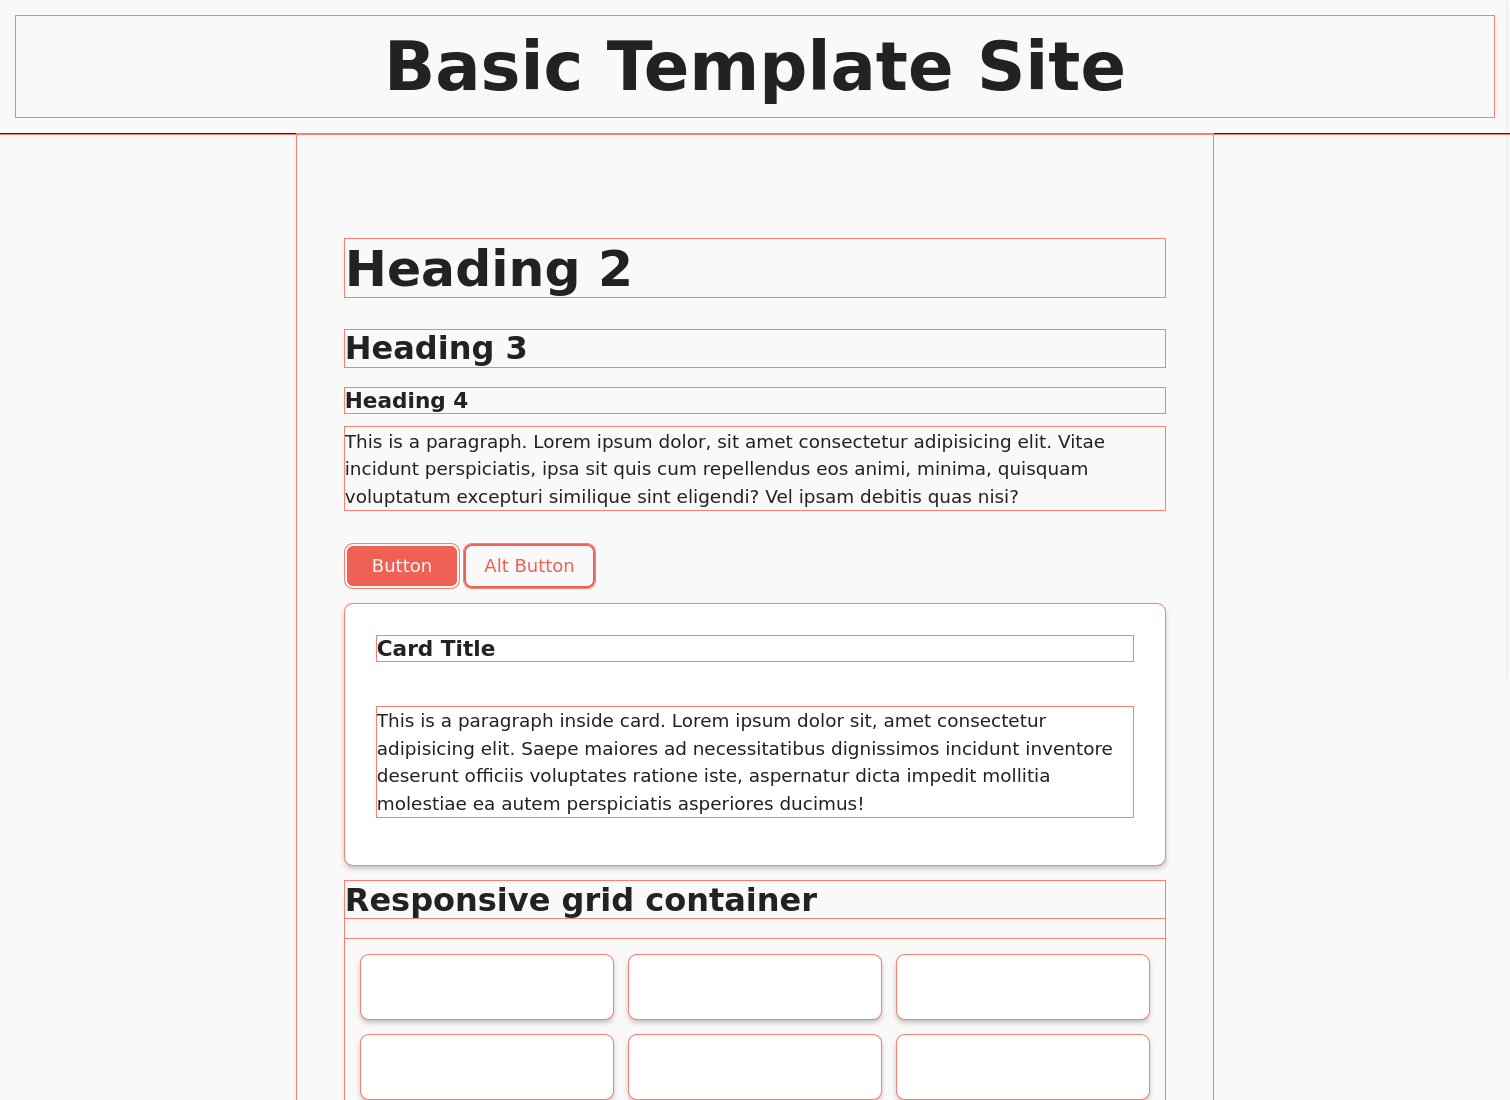 Basic Template Site
Heading 2
Heading 3
Heading 4
This is a paragraph. Lorem ipsum dolor, sit amet consectetur adipisicing elit. Vitae
incidunt perspiciatis, ipsa sit quis cum repellendus eos animi, minima, quisquam
voluptatum excepturi similique sint eligendi? Vel ipsam debitis quas nisi?
Button Alt Button
Card Title
This is a paragraph inside card. Lorem ipsum dolor sit, amet consectetur
adipisicing elit. Saepe maiores ad necessitatibus dignissimos incidunt inventore
deserunt officiis voluptates ratione iste, aspernatur dicta impedit mollitia
molestiae ea autem perspiciatis asperiores ducimus!
Responsive grid container